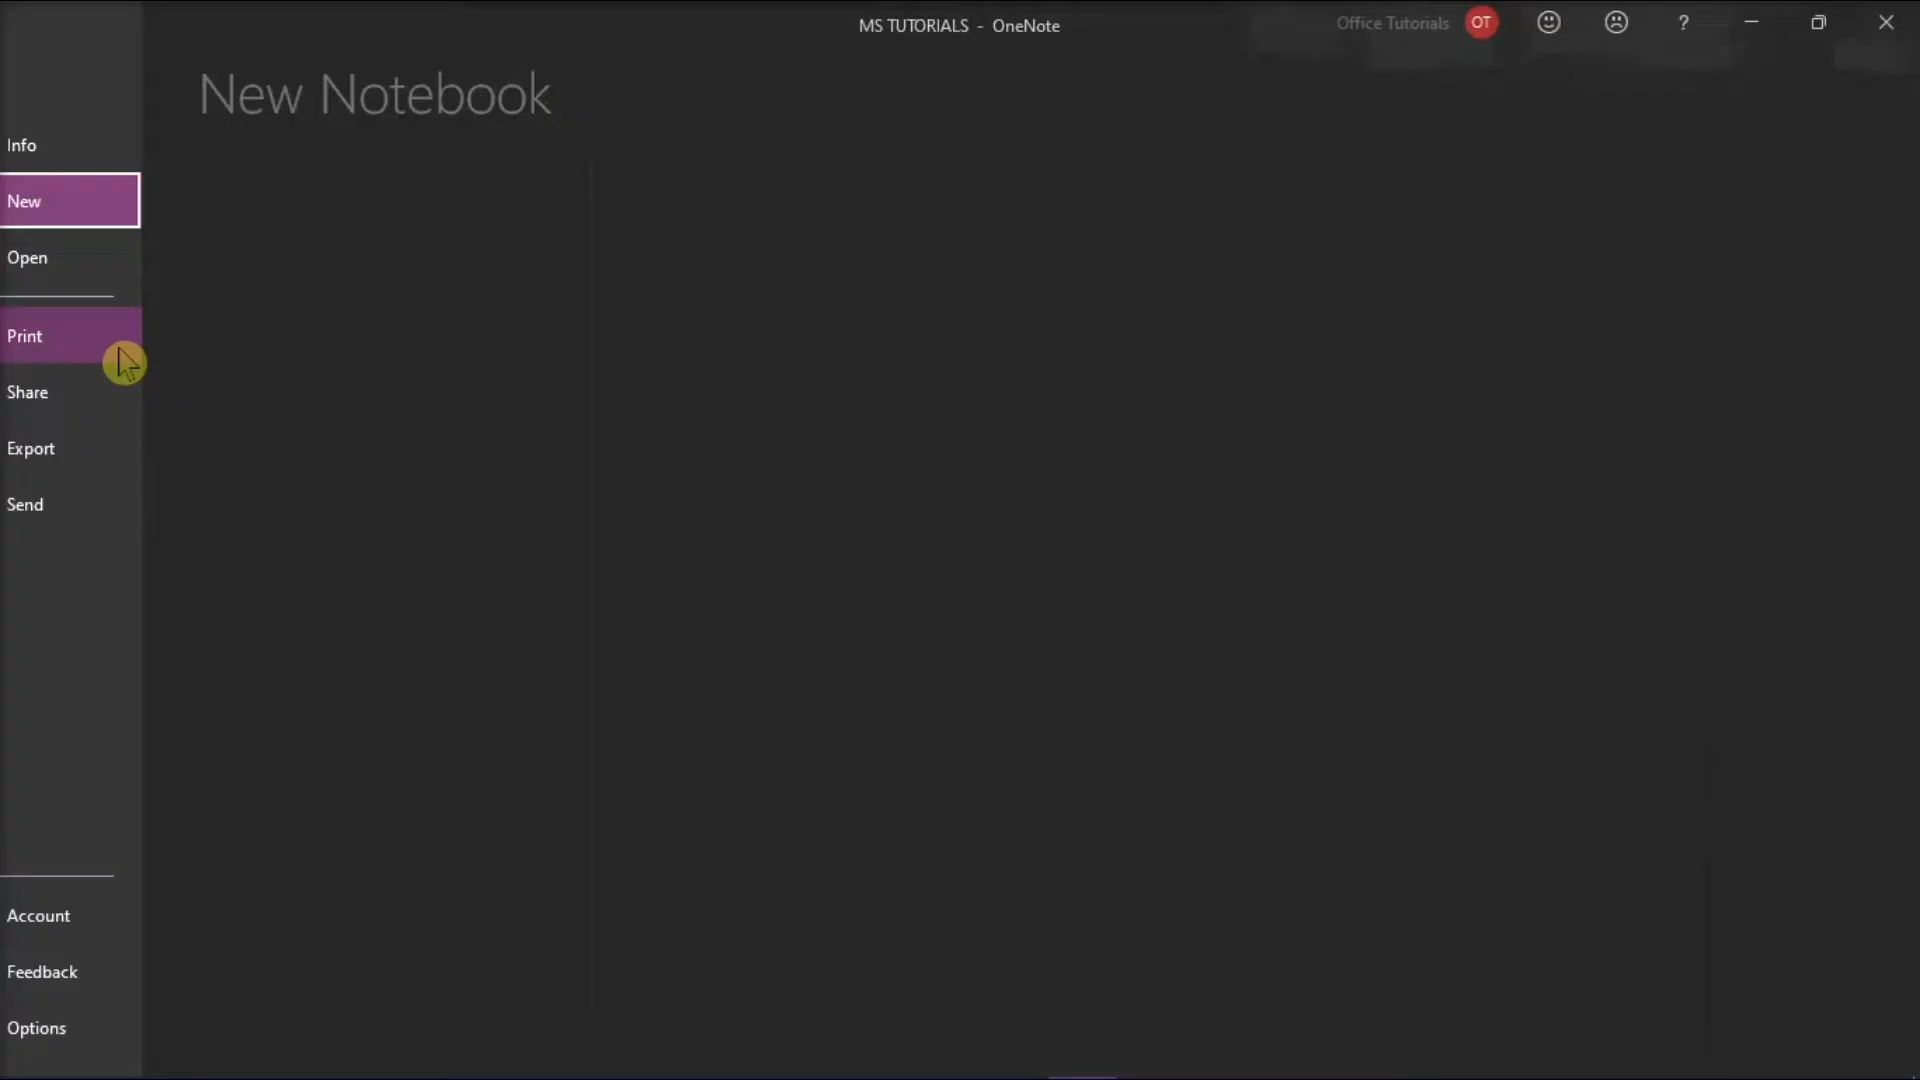 MS TUTORIALS - OneNote
Office Tutorials
OT
?
New Notebook
Info
New
Open
Print
Share
Export
Send
Account
Feedback
Options